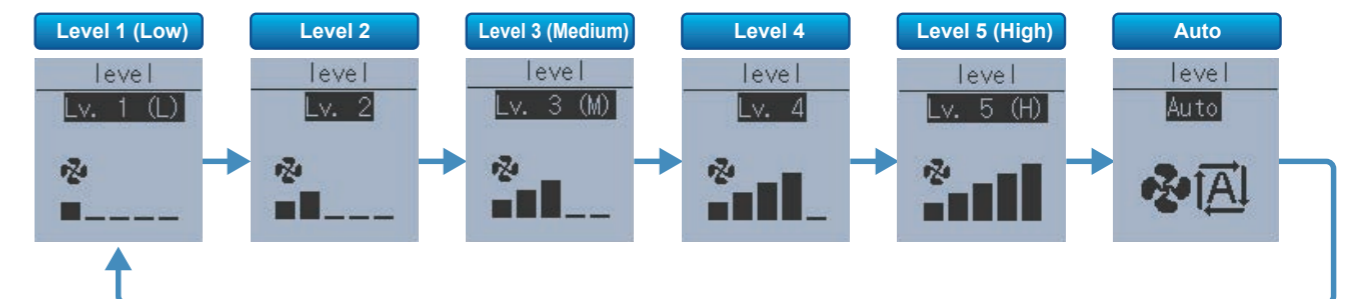 Level 1 (Low)
level
Lv. 1 (L)
Level 2
level
Lv. 2
Level 3 (Medium)
level
Lv. 3 (M)
Level 4
level
Lv. 4
Level 5 (High)
level
Lv. 5 (H)
Auto
level
Auto
A